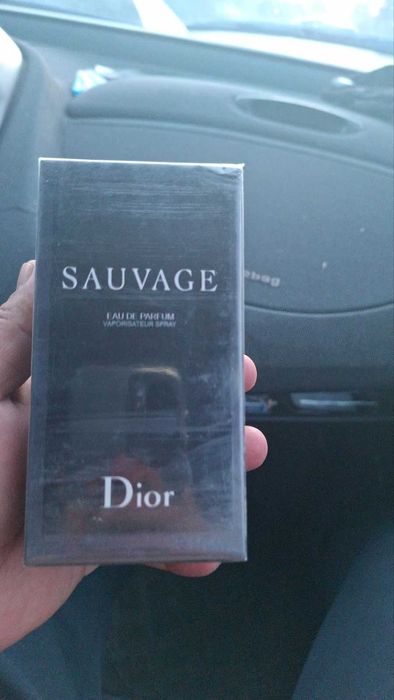 SAUVAGE
EAU DE PARFUM
VAPORISATEUR SPRAY
Dior